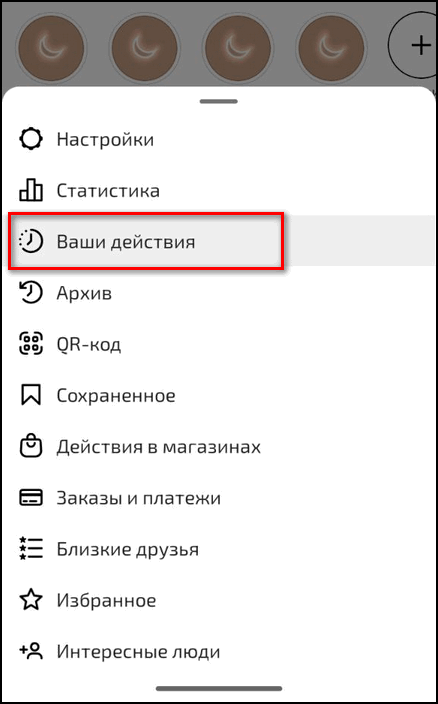 Настройки
Статистика
Ваши действия
Архив
QR-код
Сохраненное
Действия в магазинах
Заказы и платежи
Близкие друзья
Избранное
Интересные люди